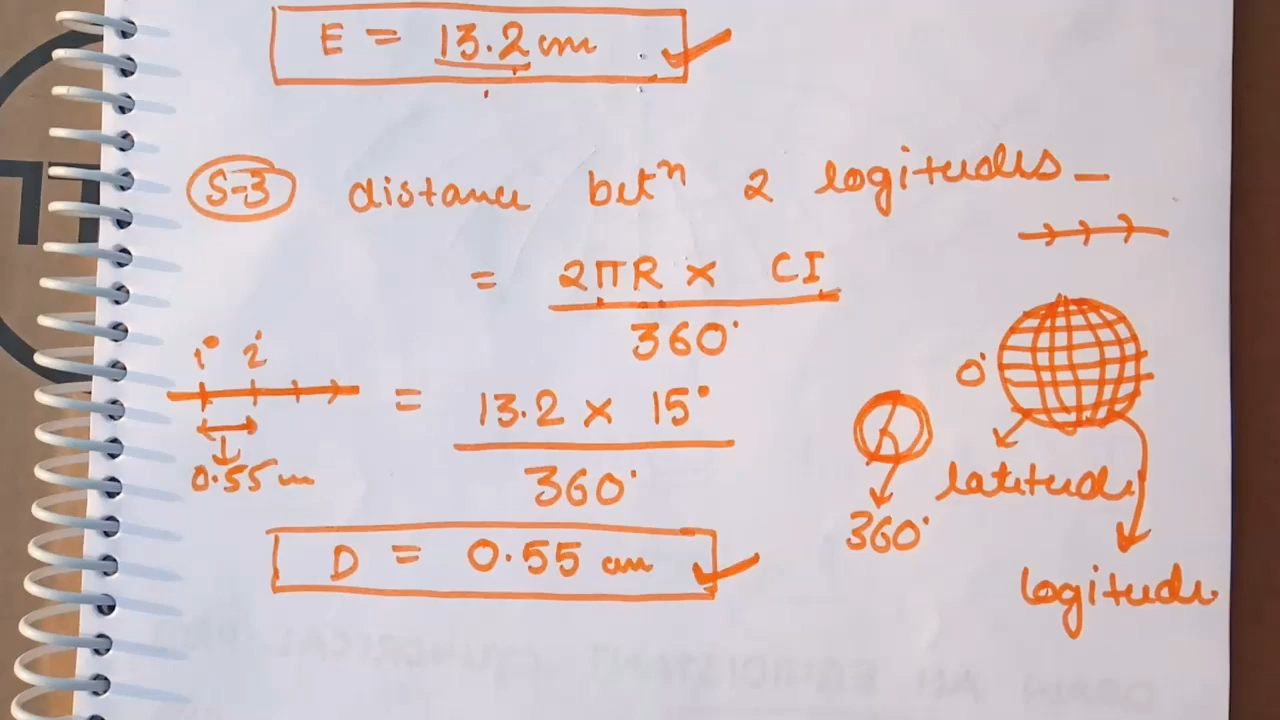 E = 13.2 cm
S-3 distance betⁿ 2 logitudes -
= 2πR × CI
360°
1° 2°
= 13.2 × 15°
360°
0.55 cm
D = 0.55 cm
0°
latitude
360°
logitude